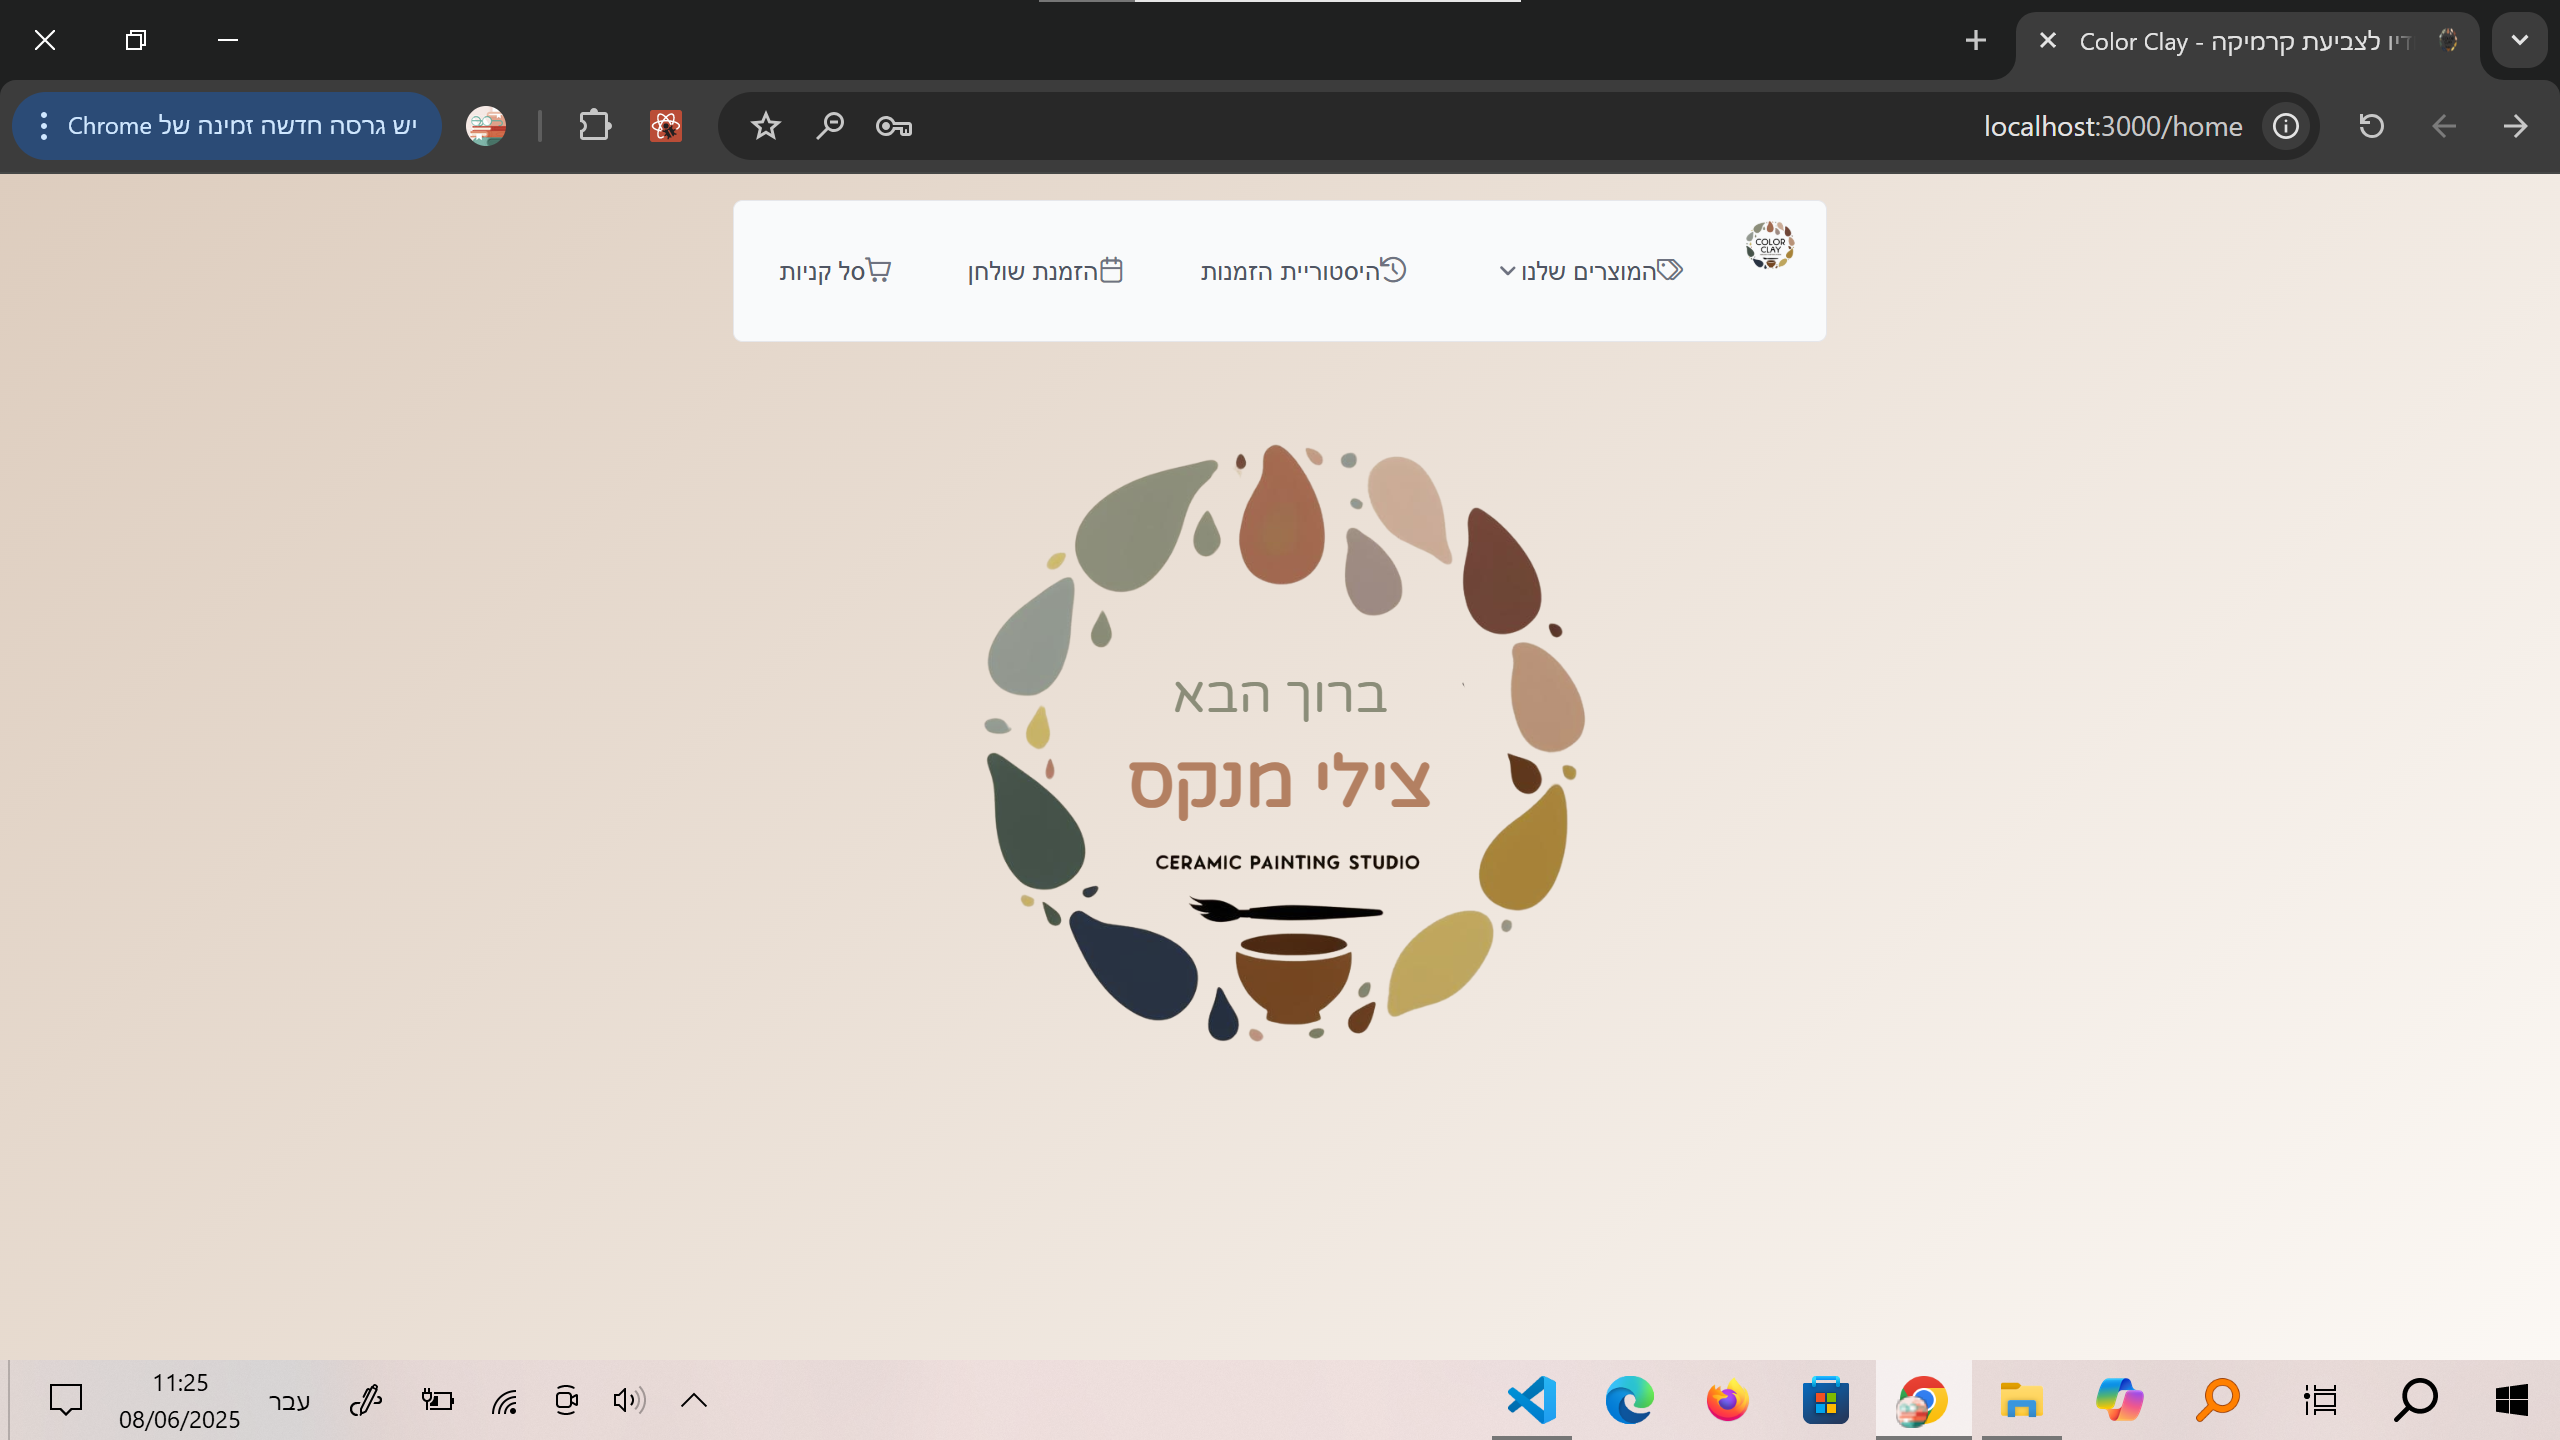 Color Clay - דיו לצביעת קרמיקה
localhost:3000/home
יש גרסה חדשה זמינה של Chrome
COLOR
CLAY
המוצרים שלנו
היסטוריית הזמנות
הזמנת שולחן
סל קניות
ברוך הבא
צילי מנקס
CERAMIC PAINTING STUDIO
עבר
11:25
08/06/2025